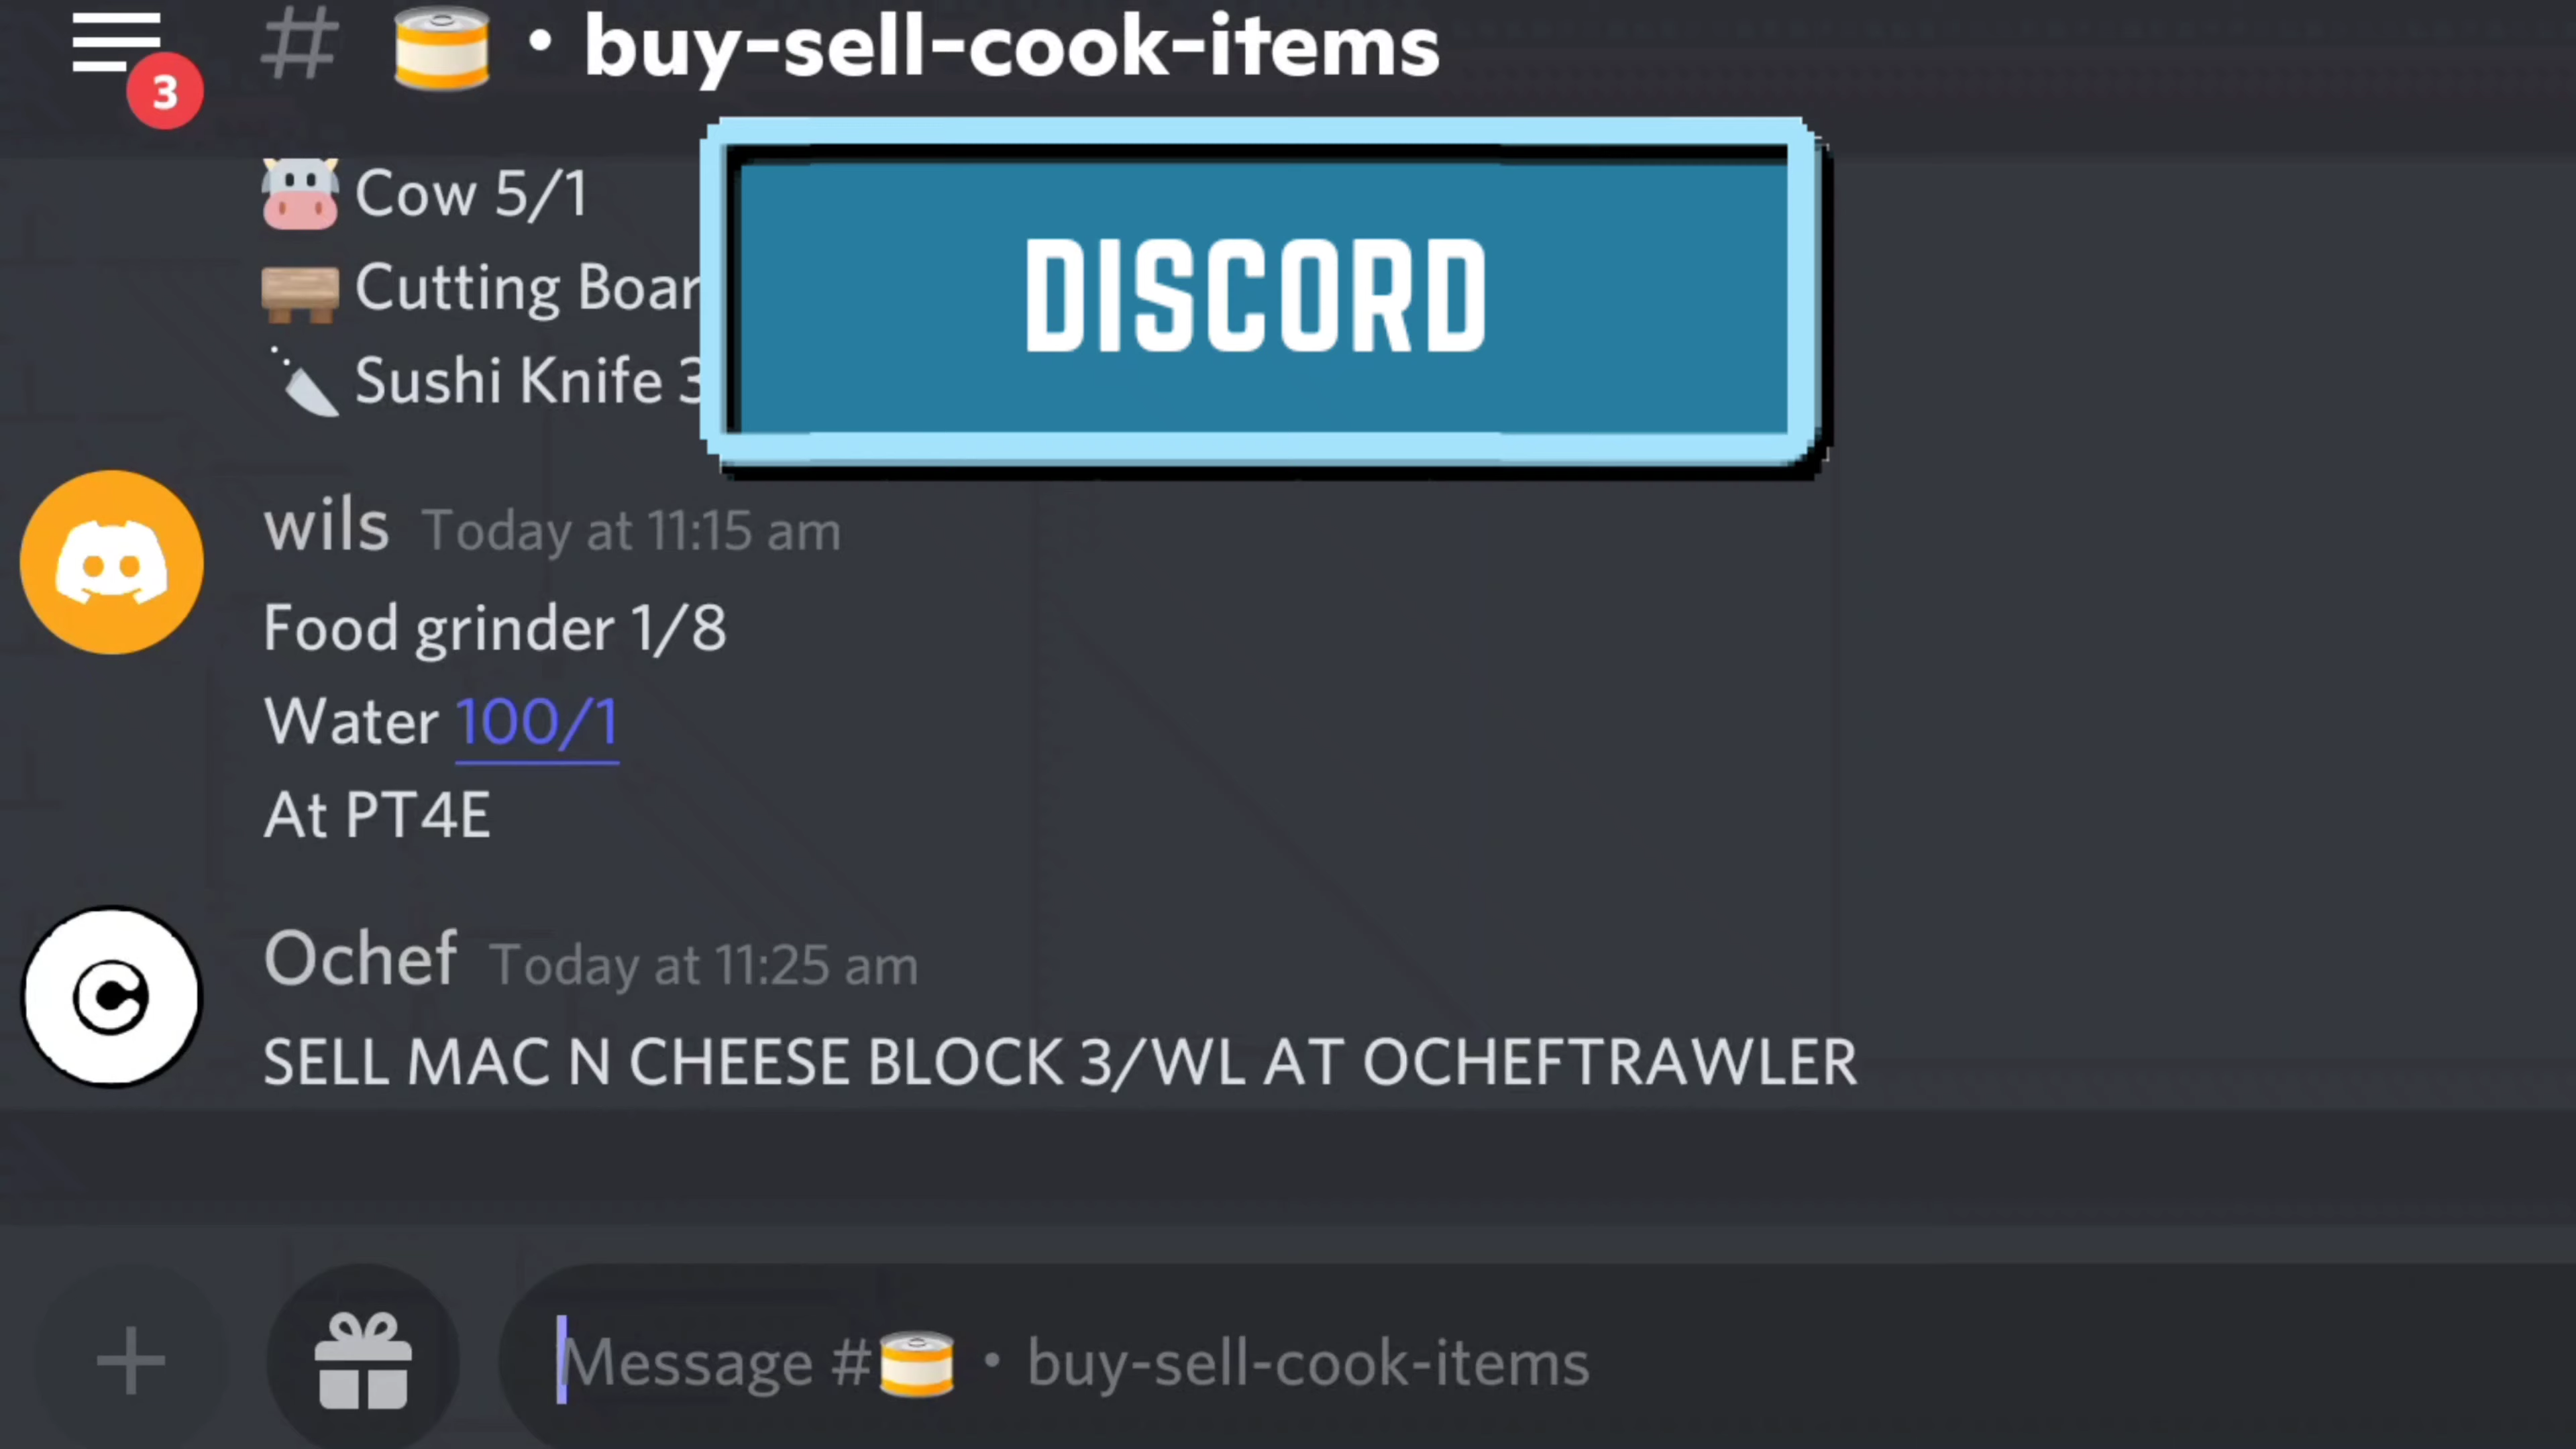 3
# • buy-sell-cook-items
Cow 5/1
Cutting
Sushi Knife
DISCORD
wils Today at 11:15 am
Food grinder 1/8
Water 100/1
At PT4E
Ochef Today at 11:25 am
SELL MAC N CHEESE BLOCK 3/WL AT OCHEFTRAWLER
Message # • buy-sell-cook-items